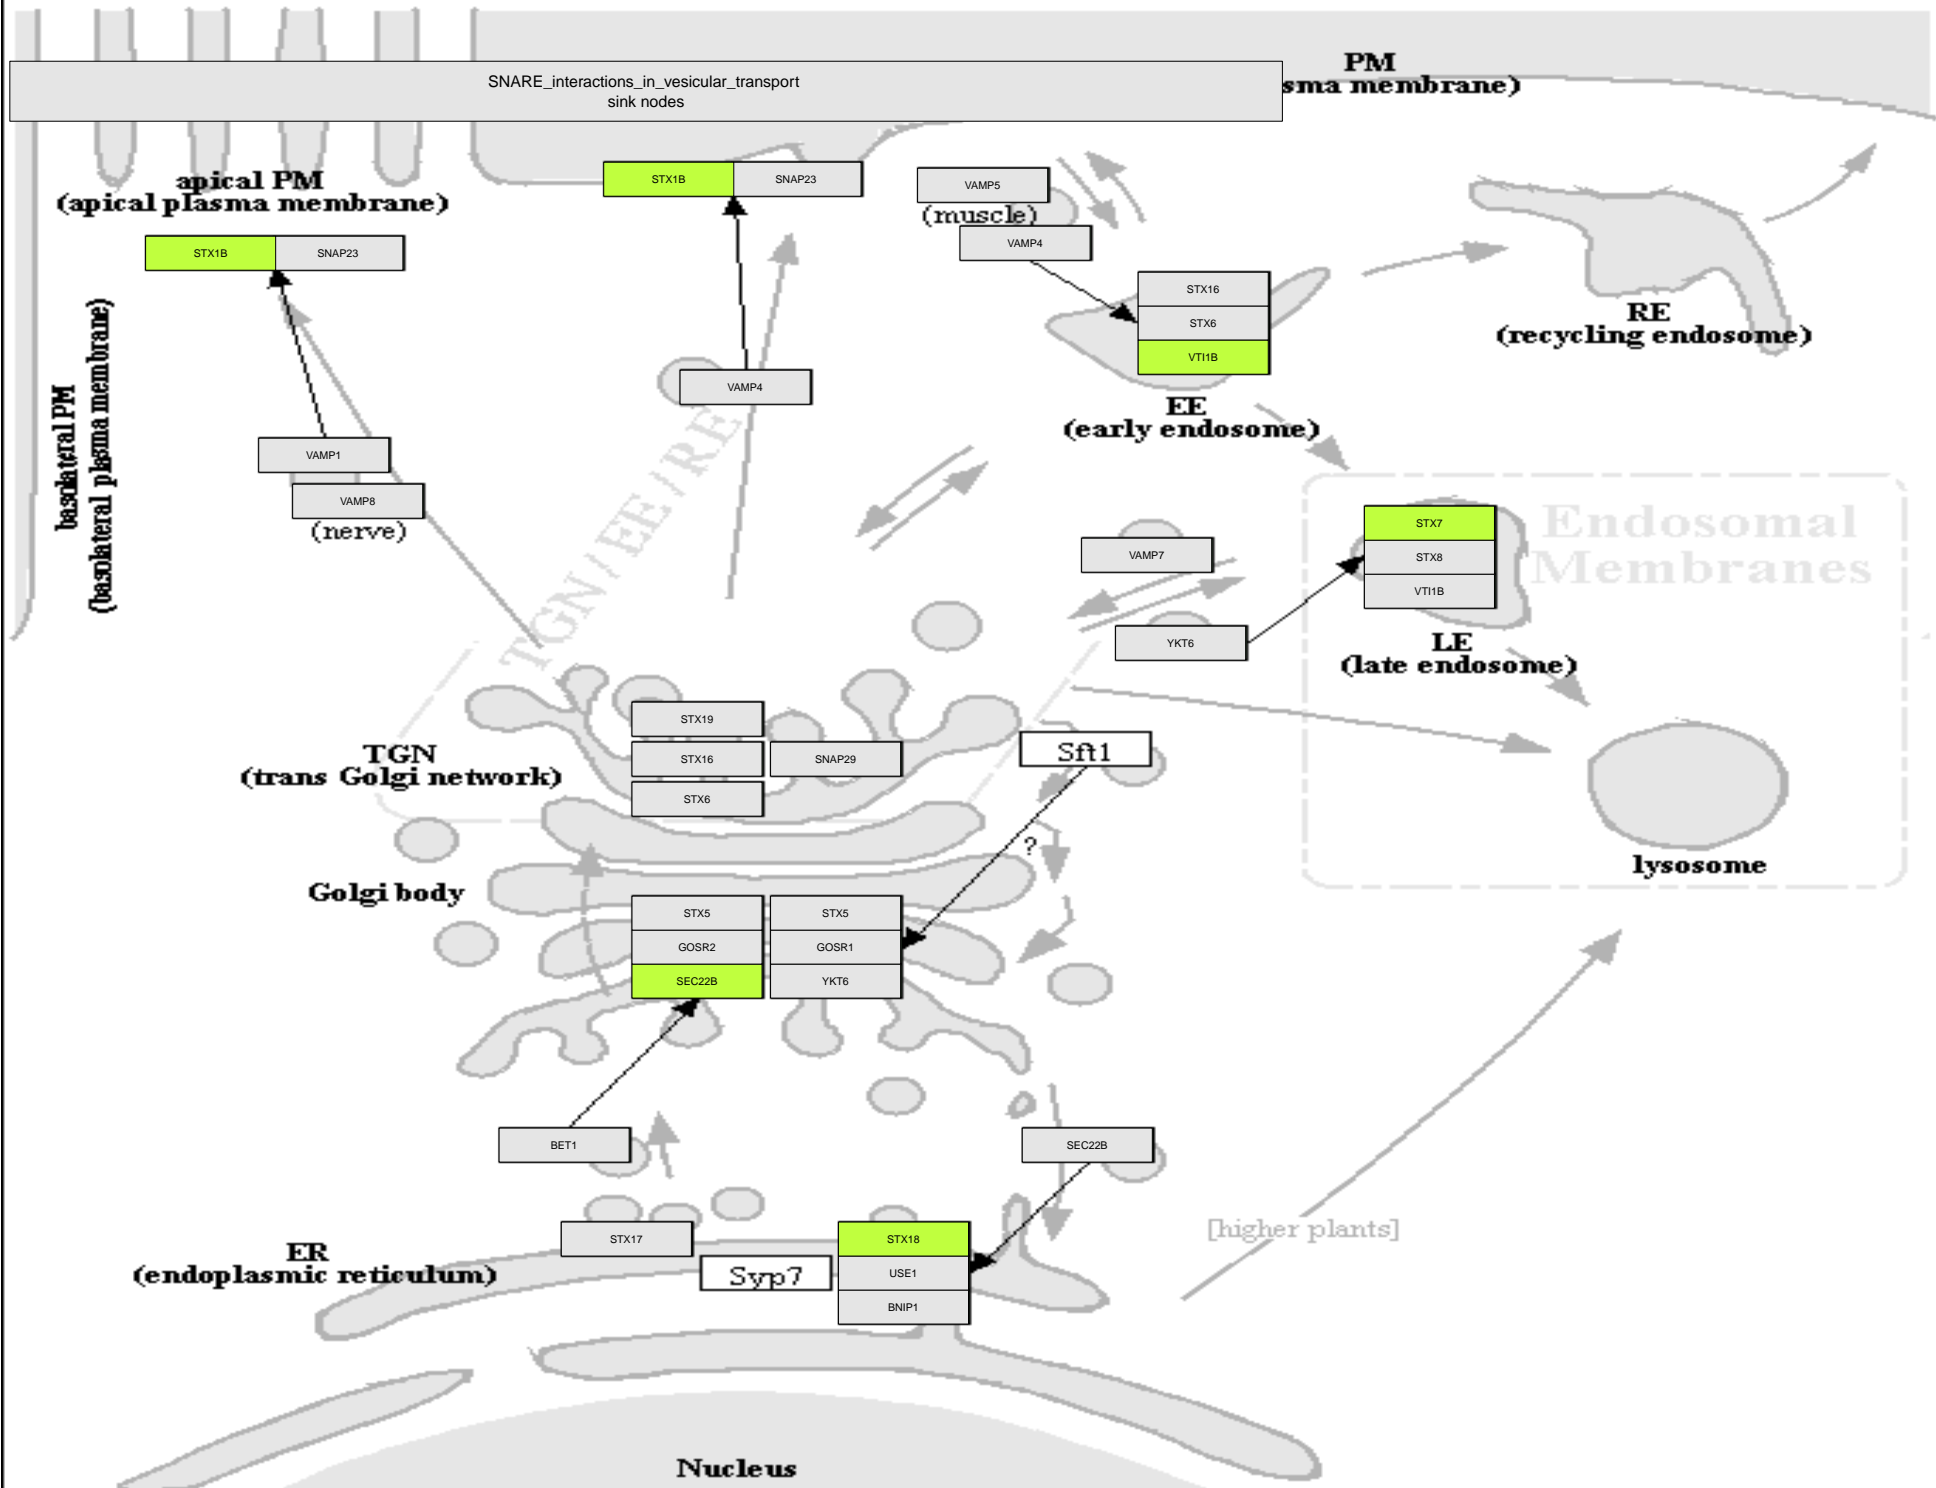 SNARE_interactions_in_vesicular_transport
sink nodes
PM
sma membrane)
apical PM
(apical plasma membrane)
STX1B
SNAP23
STX1B
SNAP23
VAMP5
(muscle)
VAMP4
STX16
STX6
VTI1B
RE
(recycling endosome)
basolateral PM
(basolateral plasma membrane)
VAMP4
EE
(early endosome)
TGN/EE/RE
VAMP1
VAMP8
(nerve)
VAMP7
YKT6
STX7
STX8
VTI1B
Endosomal
Membranes
LE
(late endosome)
TGN
(trans Golgi network)
STX19
STX16
SNAP29
STX6
Sft1
?
lysosome
Golgi body
STX5
GOSR2
SEC22B
STX5
GOSR1
YKT6
BET1
SEC22B
ER
(endoplasmic reticulum)
STX17
Syp7
STX18
USE1
BNIP1
[higher plants]
Nucleus